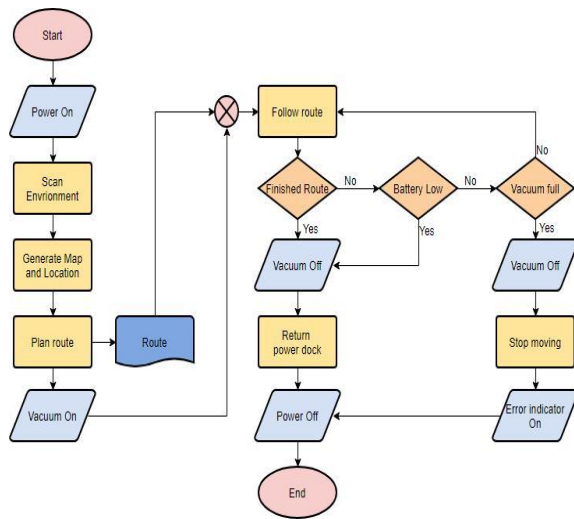 Start
Power On
Scan
Envrionment
Generate Map
and Location
Plan route
Route
Vacuum On
Follow route
Finished Route
No
Battery Low
No
Vacuum full
No
Yes
Yes
Yes
Vacuum Off
Vacuum Off
Return
power dock
Stop moving
Power Off
Error indicator
On
End